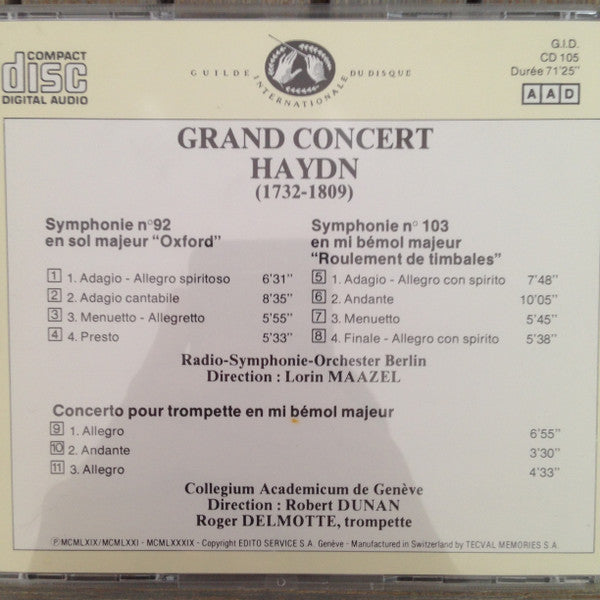 COMPACT
disc
DIGITAL AUDIO
GUILDE INTERNATIONALE DU DISQUE
G.I.D.
CD 105
Durée 71'25"
A A D
GRAND CONCERT
HAYDN
(1732-1809)
Symphonie n°92
en sol majeur "Oxford"
1 1. Adagio - Allegro spiritoso 6'31"
2 2. Adagio cantabile 8'35"
3 3. Menuetto - Allegretto 5'55"
4 4. Presto 5'33"
Symphonie n° 103
en mi bémol majeur
"Roulement de timbales"
5 1. Adagio - Allegro con spirito 7'48"
6 2. Andante 10'05"
7 3. Menuetto 5'45"
8 4. Finale - Allegro con spirito 5'38"
Radio-Symphonie-Orchester Berlin
Direction : Lorin MAAZEL
Concerto pour trompette en mi bémol majeur
9 1. Allegro 6'55"
10 2. Andante 3'30"
11 3. Allegro 4'33"
Collegium Academicum de Genève
Direction : Robert DUNAN
Roger DELMOTTE, trompette
℗ MCMLXIX/MCMLXXI - MCMLXXXIX - Copyright EDITO SERVICE S.A. Genève - Manufactured in Switzerland by TECVAL MEMORIES S.A.